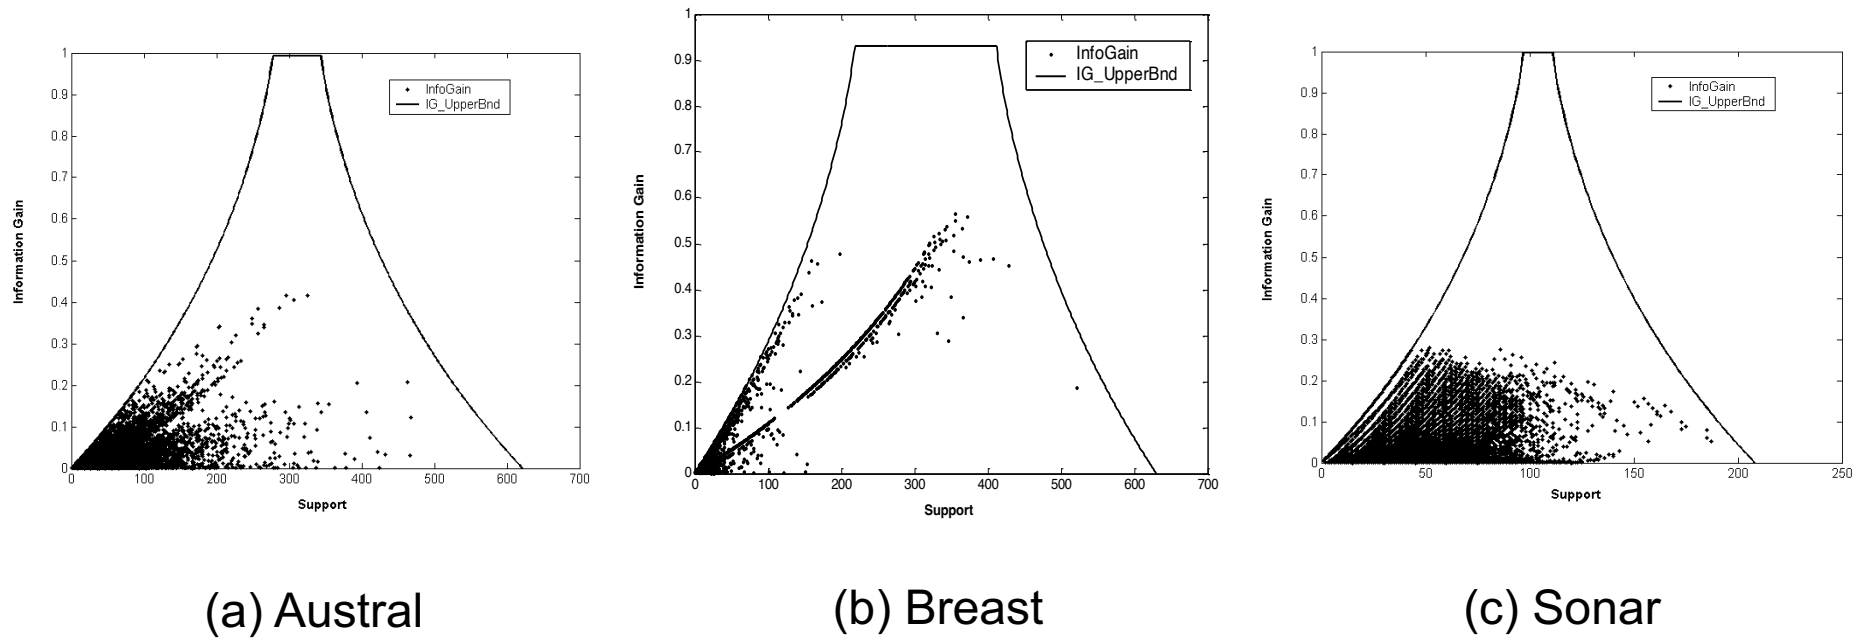 1
0.9
0.8
0.7
0.6
0.5
0.4
0.3
0.2
0.1
0
Information Gain
InfoGain
IG_UpperBnd
100 200 300 400 500 600 700
Support
(a) Austral
1
0.9
0.8
0.7
0.6
0.5
0.4
0.3
0.2
0.1
0
Information Gain
InfoGain
IG_UpperBnd
0 100 200 300 400 500 600 700
Support
(b) Breast
1
0.9
0.8
0.7
0.6
0.5
0.4
0.3
0.2
0.1
0
Information Gain
InfoGain
IG_UpperBnd
0 50 100 150 200 250
Support
(c) Sonar